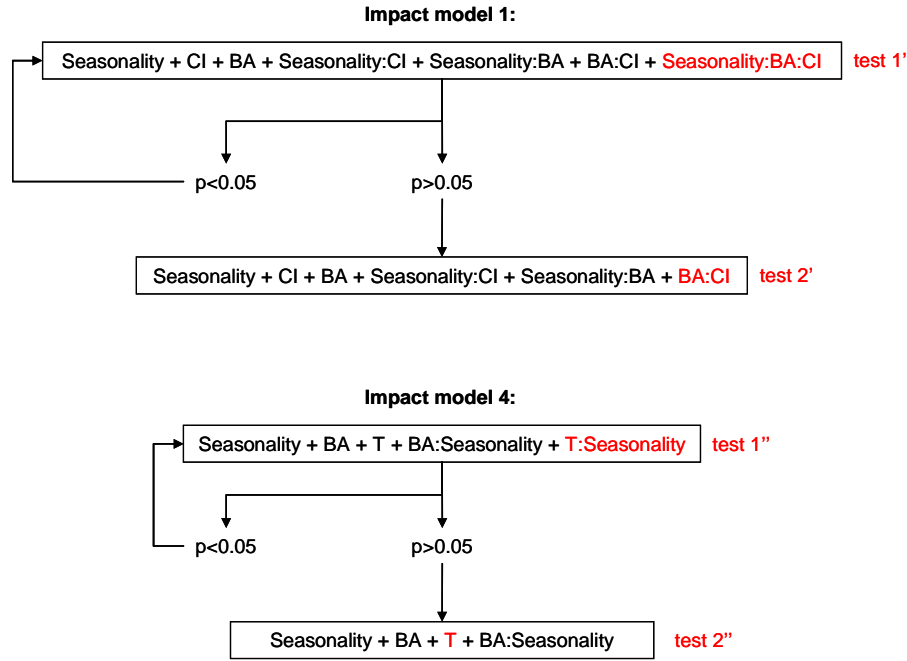 Impact model 1:
Seasonality + CI + BA + Seasonality:CI + Seasonality:BA + BA:CI + Seasonality:BA:CI test 1’
p<0.05 p>0.05
Seasonality + CI + BA + Seasonality:CI + Seasonality:BA + BA:CI test 2’
Impact model 4:
Seasonality + BA + T + BA:Seasonality + T:Seasonality test 1’’
p<0.05 p>0.05
Seasonality + BA + T + BA:Seasonality test 2’’